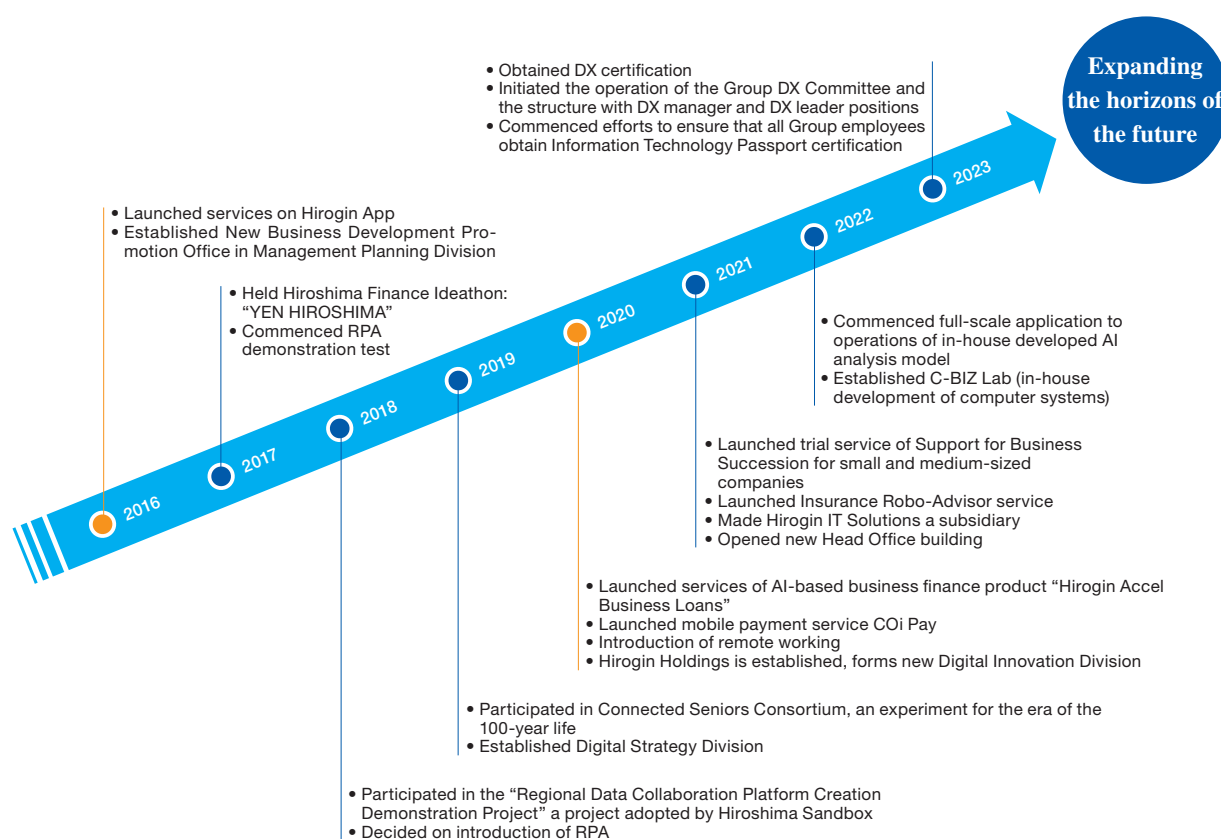 Expanding
the horizons of
the future
• Obtained DX certification
• Initiated the operation of the Group DX Committee and
the structure with DX manager and DX leader positions
• Commenced efforts to ensure that all Group employees
obtain Information Technology Passport certification
2023
• Launched services on Hirogin App
• Established New Business Development Pro-
motion Office in Management Planning Division
2016
• Held Hiroshima Finance Ideathon:
“YEN HIROSHIMA”
• Commenced RPA
demonstration test
2017
2018
2019
2020
2021
2022
• Commenced full-scale application to
operations of in-house developed AI
analysis model
• Established C-BIZ Lab (in-house
development of computer systems)
• Launched trial service of Support for Business
Succession for small and medium-sized
companies
• Launched Insurance Robo-Advisor service
• Made Hirogin IT Solutions a subsidiary
• Opened new Head Office building
• Launched services of AI-based business finance product “Hirogin Accel
Business Loans”
• Launched mobile payment service COi Pay
• Introduction of remote working
• Hirogin Holdings is established, forms new Digital Innovation Division
• Participated in Connected Seniors Consortium, an experiment for the era of the
100-year life
• Established Digital Strategy Division
• Participated in the “Regional Data Collaboration Platform Creation
Demonstration Project” a project adopted by Hiroshima Sandbox
• Decided on introduction of RPA